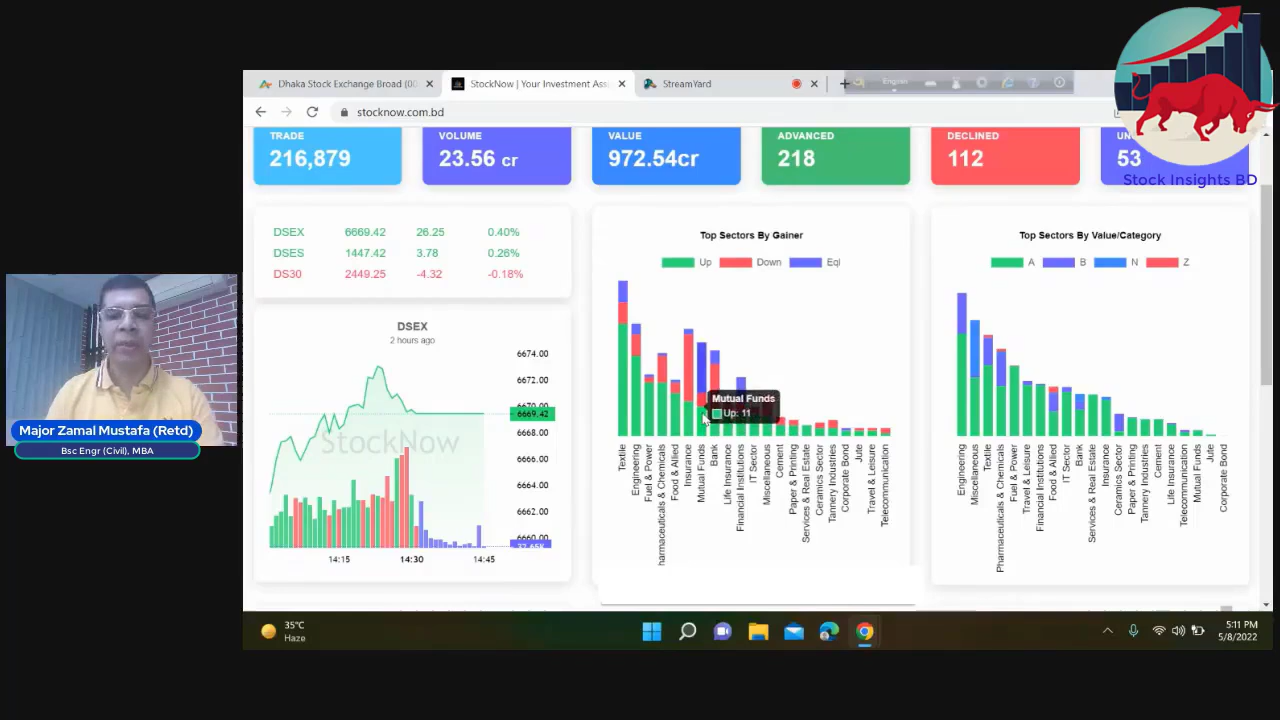 Dhaka Stock Exchange Broad (00
StockNow | Your Investment Assi
StreamYard
English
stocknow.com.bd
TRADE
216,879
VOLUME
23.56 cr
VALUE
972.54cr
ADVANCED
218
DECLINED
112
53
Stock Insights BD
DSEX 6669.42 26.25 0.40%
DSES 1447.42 3.78 0.26%
DS30 2449.25 -4.32 -0.18%
DSEX
2 hours ago
6674.00
6672.00
6669.42
6668.00
6666.00
6664.00
6662.00
6660.00
StockNow
14:15 14:30 14:45
Top Sectors By Gainer
Up Down Eql
Mutual Funds
Up: 11
Textile
Engineering
Fuel & Power
harmaceuticals & Chemicals
Food & Allied
Insurance
Mutual Funds
Bank
Life Insurance
Financial Institutions
IT Sector
Miscellaneous
Cement
Paper & Printing
Services & Real Estate
Ceramics Sector
Tannery Industries
Corporate Bond
Jute
Travel & Leisure
Telecommunication
Top Sectors By Value/Category
A B N Z
Engineering
Miscellaneous
Textile
Pharmaceuticals & Chemicals
Fuel & Power
Travel & Leisure
Financial Institutions
Food & Allied
IT Sector
Bank
Services & Real Estate
Insurance
Ceramics Sector
Paper & Printing
Tannery Industries
Cement
Life Insurance
Telecommunication
Mutual Funds
Jute
Corporate Bond
Major Zamal Mustafa (Retd)
Bsc Engr (Civil), MBA
35°C
Haze
5:11 PM
5/8/2022